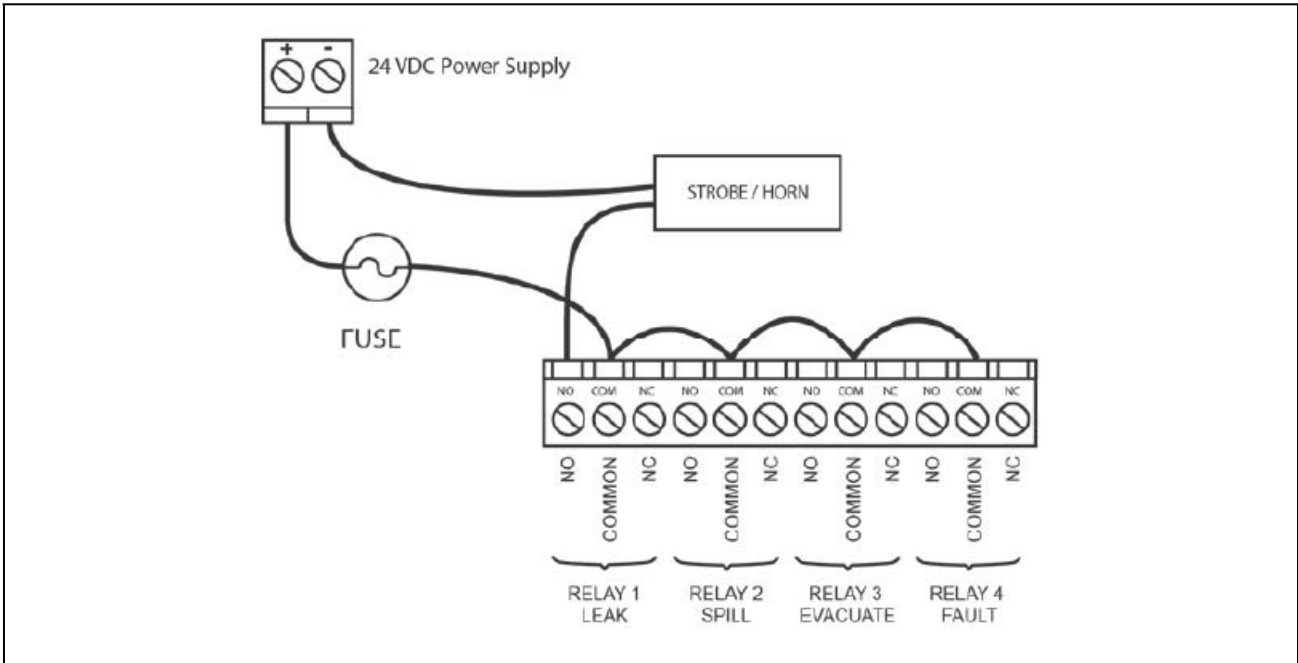 + -
24 VDC Power Supply
STROBE / HORN
FUSE
NO COM NC NO COM NC NO COM NC NO COM NC
NO COMMON NC NO COMMON NC NO COMMON NC NO COMMON NC
RELAY 1 RELAY 2 RELAY 3 RELAY 4
LEAK SPILL EVACUATE FAULT